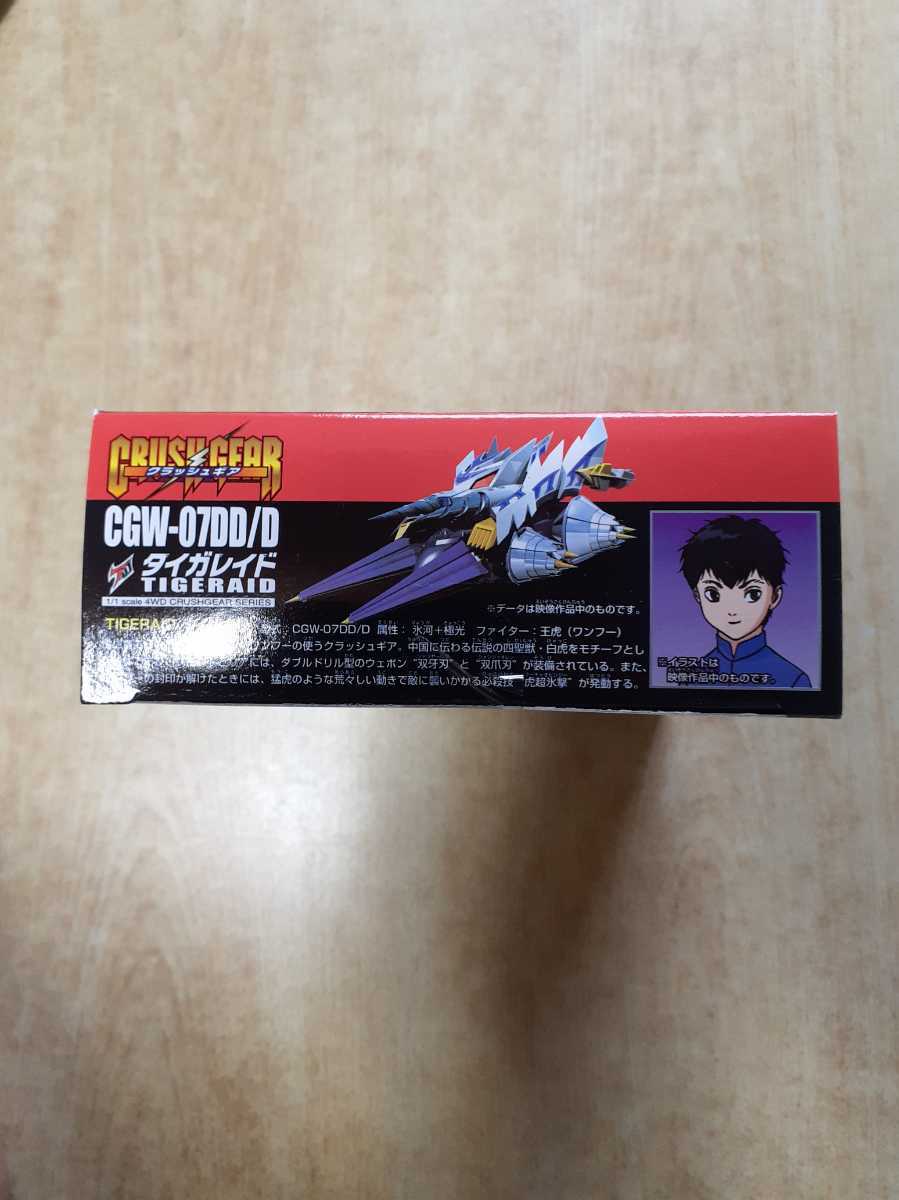 CRUSH GEAR
クラッシュギア
CGW-07DD/D
タイガレイド
TIGERAID
1/1 scale 4WD CRUSHGEAR SERIES
※データは映像作品中のものです。
TIGERAID
CGW-07DD/D 属性：氷河＋極光 ファイター：王虎（ワンフー）
ンフーの使うクラッシュギア。中国に伝わる伝説の四聖獣・白虎をモチーフとし
には、ダブルドリル型のウェポン“双牙刃”と“双爪刃”が装備されている。また、
の封印が解けたときには、猛虎のような荒々しい動きで敵に襲いかかる必殺技“虎超氷撃”が発動する。
※イラストは
映像作品中のものです。